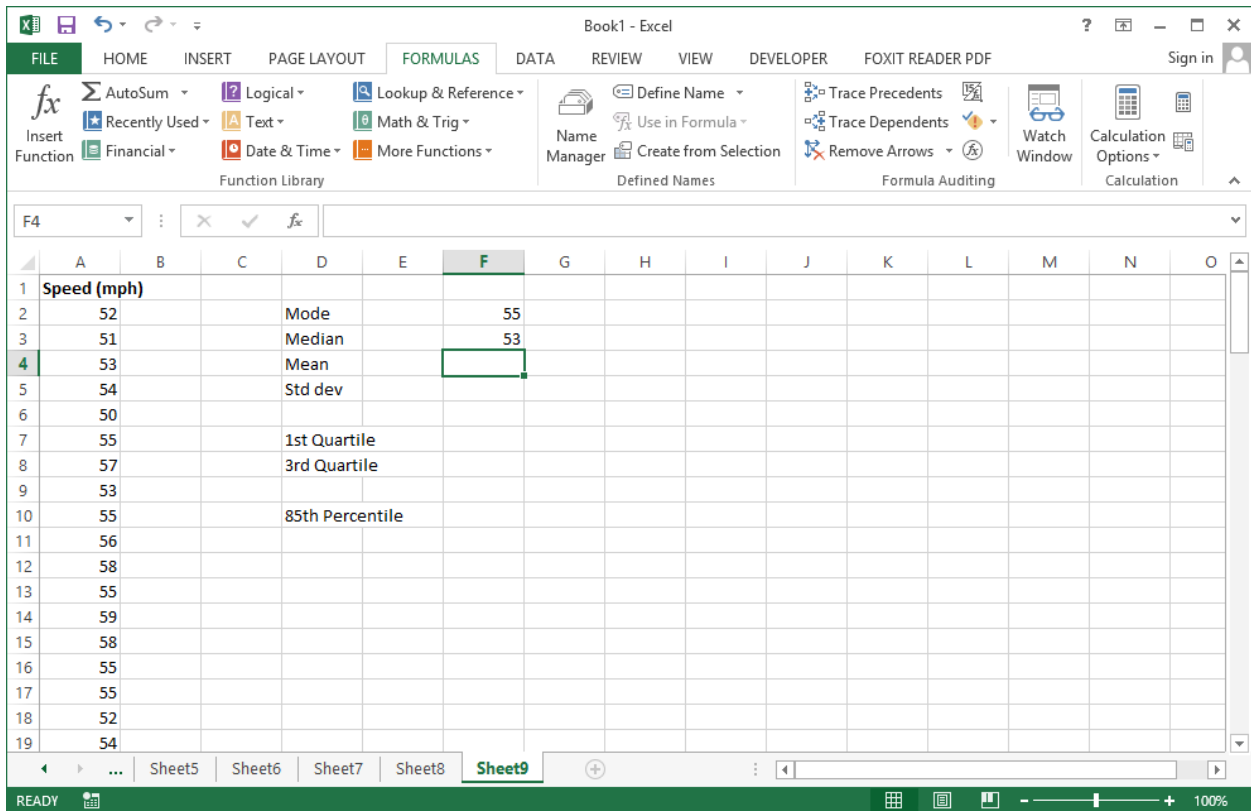 Book1 - Excel ?
FILE HOME INSERT PAGE LAYOUT FORMULAS DATA REVIEW VIEW DEVELOPER FOXIT READER PDF Sign in
fx Insert Function
AutoSum
Recently Used
Financial
Logical
Text
Date & Time
Lookup & Reference
Math & Trig
More Functions
Function Library
Name Manager
Define Name
Use in Formula
Create from Selection
Defined Names
Trace Precedents
Trace Dependents
Remove Arrows
Formula Auditing
Watch Window
Calculation Options
Calculation
F4 fx
A B C D E F G H I J K L M N O
1 Speed (mph)
2 52 Mode 55
3 51 Median 53
4 53 Mean
5 54 Std dev
6 50
7 55 1st Quartile
8 57 3rd Quartile
9 53
10 55 85th Percentile
11 56
12 58
13 55
14 59
15 58
16 55
17 55
18 52
19 54
... Sheet5 Sheet6 Sheet7 Sheet8 Sheet9
READY 100%